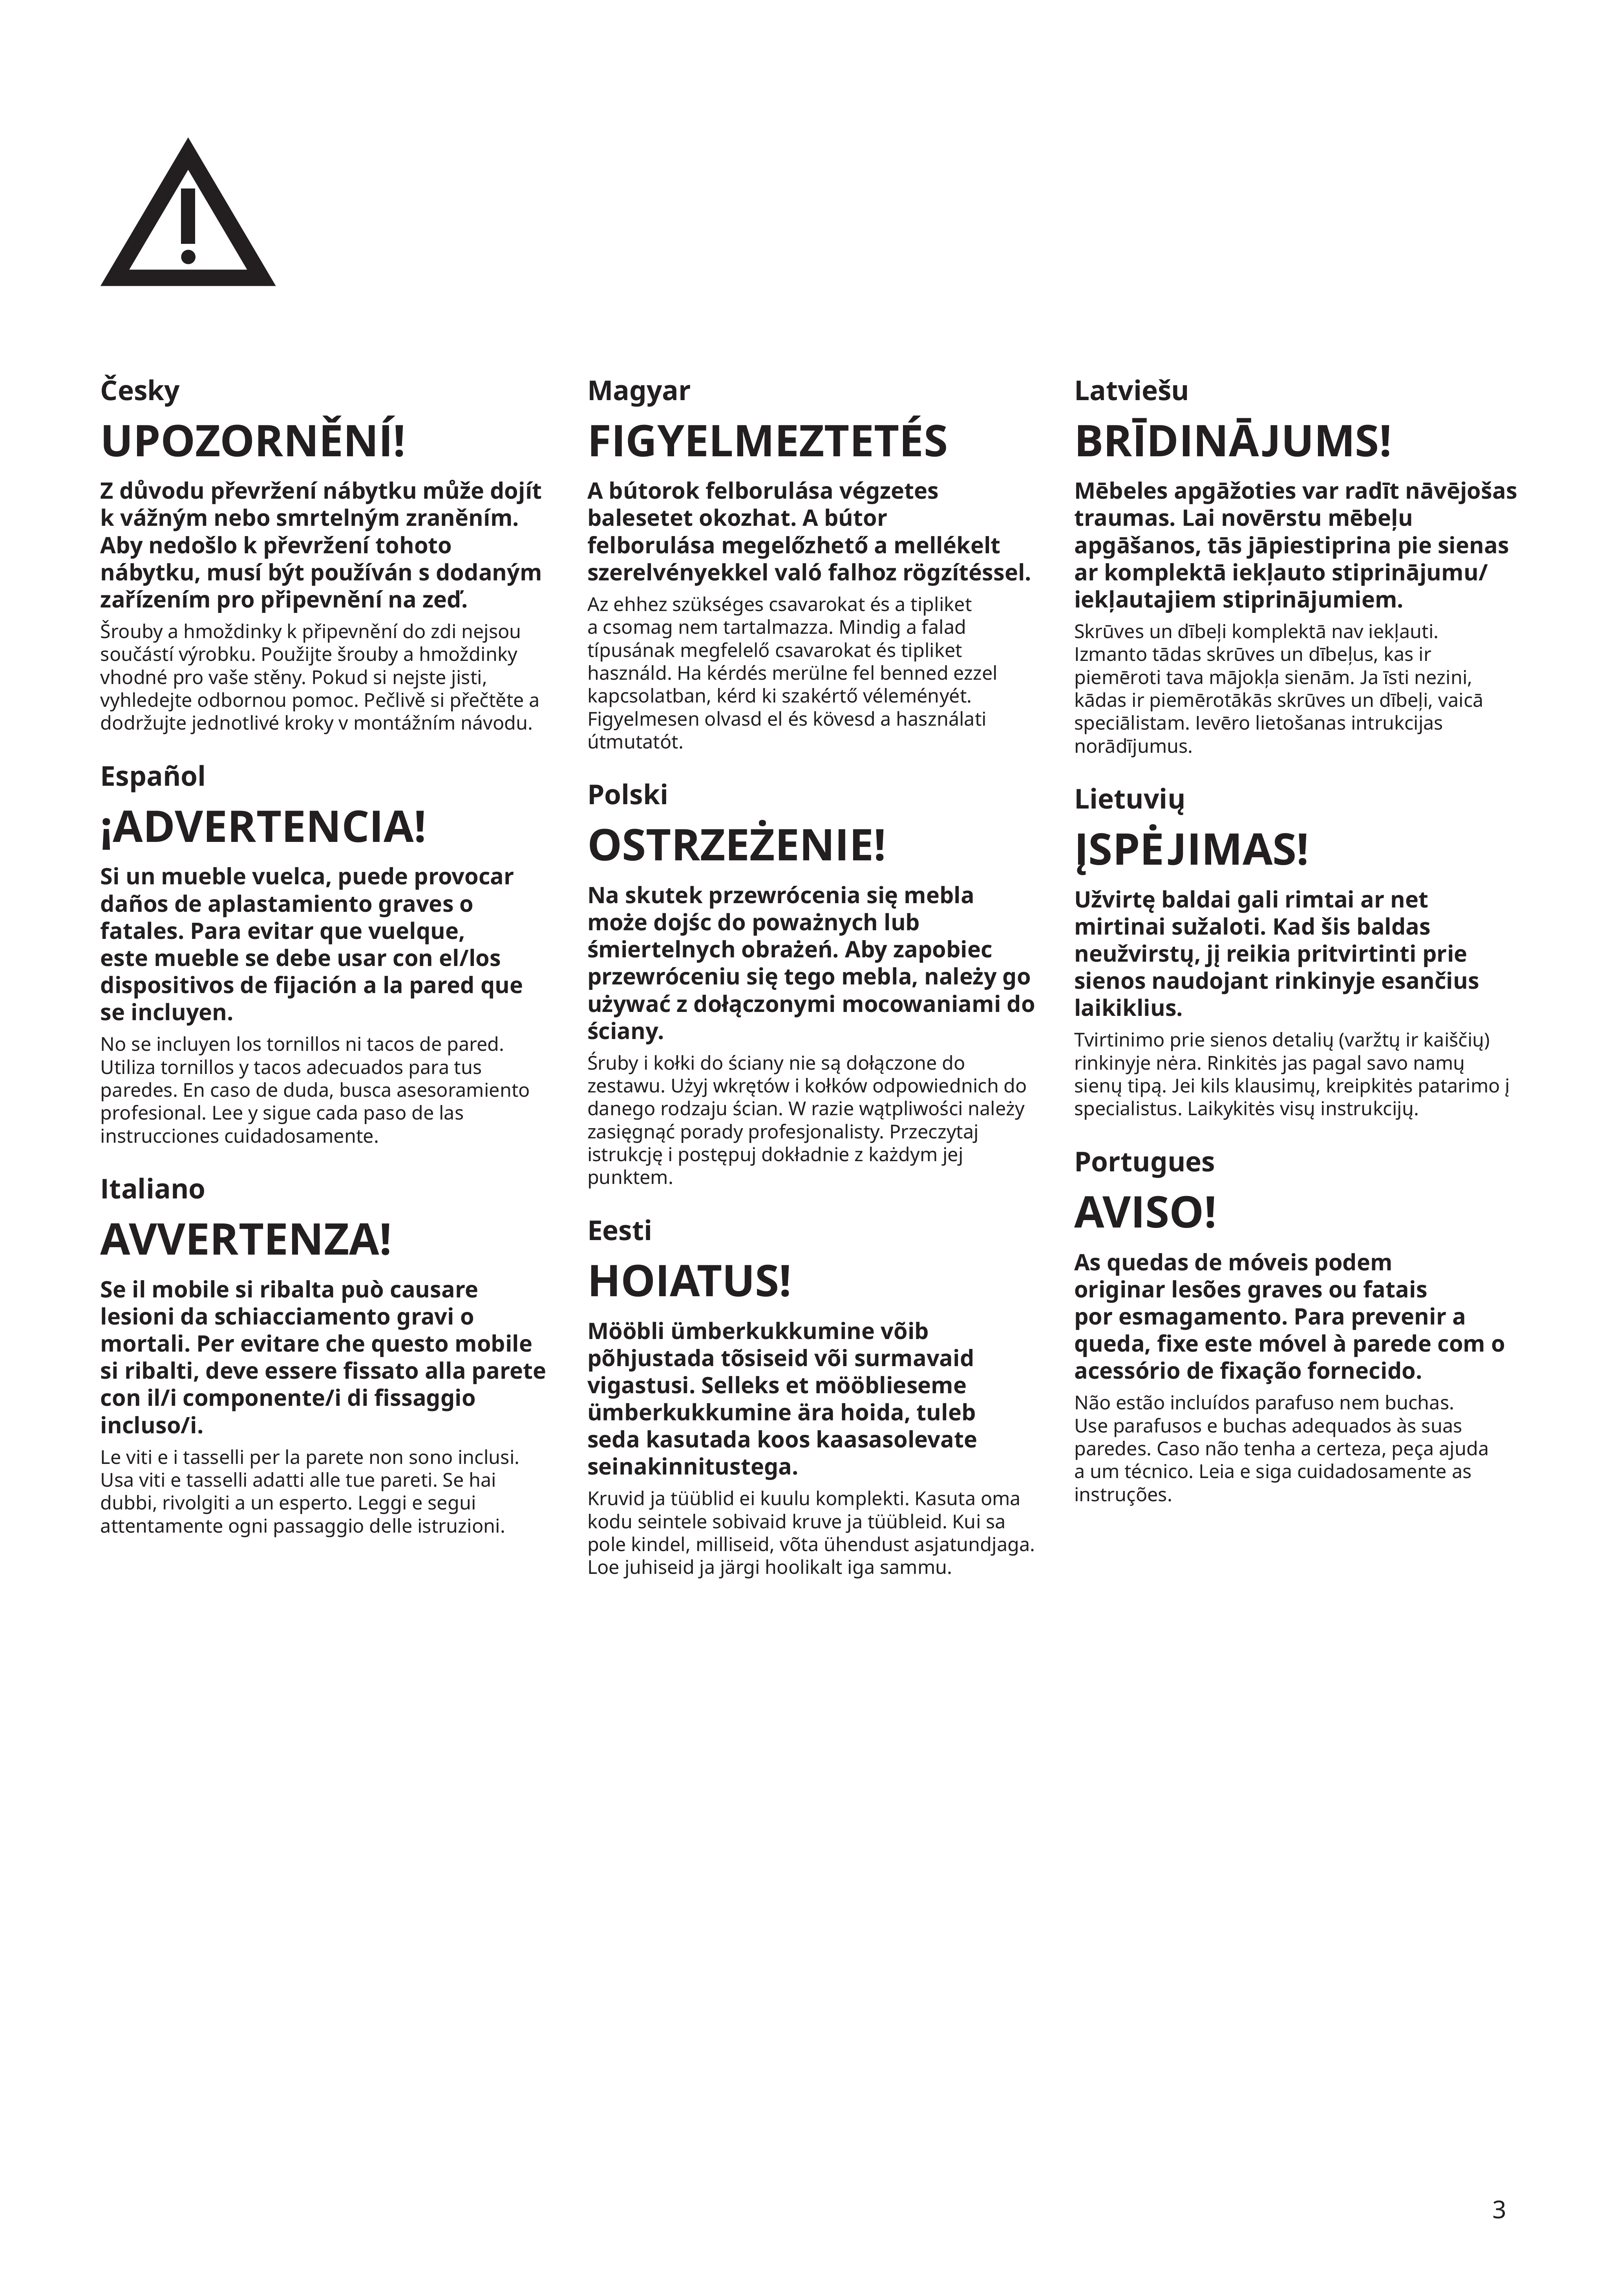 Česky
UPOZORNĚNÍ!
Z důvodu převržení nábytku může dojít
k vážným nebo smrtelným zraněním.
Aby nedošlo k převržení tohoto
nábytku, musí být používán s dodaným
zařízením pro připevnění na zeď.
Šrouby a hmoždinky k připevnění do zdi nejsou
součástí výrobku. Použijte šrouby a hmoždinky
vhodné pro vaše stěny. Pokud si nejste jisti,
vyhledejte odbornou pomoc. Pečlivě si přečtěte a
dodržujte jednotlivé kroky v montážním návodu.
Español
¡ADVERTENCIA!
Si un mueble vuelca, puede provocar
daños de aplastamiento graves o
fatales. Para evitar que vuelque,
este mueble se debe usar con el/los
dispositivos de fijación a la pared que
se incluyen.
No se incluyen los tornillos ni tacos de pared.
Utiliza tornillos y tacos adecuados para tus
paredes. En caso de duda, busca asesoramiento
profesional. Lee y sigue cada paso de las
instrucciones cuidadosamente.
Italiano
AVVERTENZA!
Se il mobile si ribalta può causare
lesioni da schiacciamento gravi o
mortali. Per evitare che questo mobile
si ribalti, deve essere fissato alla parete
con il/i componente/i di fissaggio
incluso/i.
Le viti e i tasselli per la parete non sono inclusi.
Usa viti e tasselli adatti alle tue pareti. Se hai
dubbi, rivolgiti a un esperto. Leggi e segui
attentamente ogni passaggio delle istruzioni.
Magyar
FIGYELMEZTETÉS
A bútorok felborulása végzetes
balesetet okozhat. A bútor
felborulása megelőzhető a mellékelt
szerelvényekkel való falhoz rögzítéssel.
Az ehhez szükséges csavarokat és a tipliket
a csomag nem tartalmazza. Mindig a falad
típusának megfelelő csavarokat és tipliket
használd. Ha kérdés merülne fel benned ezzel
kapcsolatban, kérd ki szakértő véleményét.
Figyelmesen olvasd el és kövesd a használati
útmutatót.
Polski
OSTRZEŻENIE!
Na skutek przewrócenia się mebla
może dojśc do poważnych lub
śmiertelnych obrażeń. Aby zapobiec
przewróceniu się tego mebla, należy go
używać z dołączonymi mocowaniami do
ściany.
Śruby i kołki do ściany nie są dołączone do
zestawu. Użyj wkrętów i kołków odpowiednich do
danego rodzaju ścian. W razie wątpliwości należy
zasięgnąć porady profesjonalisty. Przeczytaj
istrukcję i postępuj dokładnie z każdym jej
punktem.
Eesti
HOIATUS!
Mööbli ümberkukkumine võib
põhjustada tõsiseid või surmavaid
vigastusi. Selleks et mööblieseme
ümberkukkumine ära hoida, tuleb
seda kasutada koos kaasasolevate
seinakinnitustega.
Kruvid ja tüüblid ei kuulu komplekti. Kasuta oma
kodu seintele sobivaid kruve ja tüübleid. Kui sa
pole kindel, milliseid, võta ühendust asjatundjaga.
Loe juhiseid ja järgi hoolikalt iga sammu.
Latviešu
BRĪDINĀJUMS!
Mēbeles apgāžoties var radīt nāvējošas
traumas. Lai novērstu mēbeļu
apgāšanos, tās jāpiestiprina pie sienas
ar komplektā iekļauto stiprinājumu/
iekļautajiem stiprinājumiem.
Skrūves un dībeļi komplektā nav iekļauti.
Izmanto tādas skrūves un dībeļus, kas ir
piemēroti tava mājokļa sienām. Ja īsti nezini,
kādas ir piemērotākās skrūves un dībeļi, vaicā
speciālistam. Ievēro lietošanas intrukcijas
norādījumus.
Lietuvių
ĮSPĖJIMAS!
Užvirtę baldai gali rimtai ar net
mirtinai sužaloti. Kad šis baldas
neužvirstų, jį reikia pritvirtinti prie
sienos naudojant rinkinyje esančius
laikiklius.
Tvirtinimo prie sienos detalių (varžtų ir kaiščių)
rinkinyje nėra. Rinkitės jas pagal savo namų
sienų tipą. Jei kils klausimų, kreipkitės patarimo į
specialistus. Laikykitės visų instrukcijų.
Portugues
AVISO!
As quedas de móveis podem
originar lesões graves ou fatais
por esmagamento. Para prevenir a
queda, fixe este móvel à parede com o
acessório de fixação fornecido.
Não estão incluídos parafuso nem buchas.
Use parafusos e buchas adequados às suas
paredes. Caso não tenha a certeza, peça ajuda
a um técnico. Leia e siga cuidadosamente as
instruções.
3